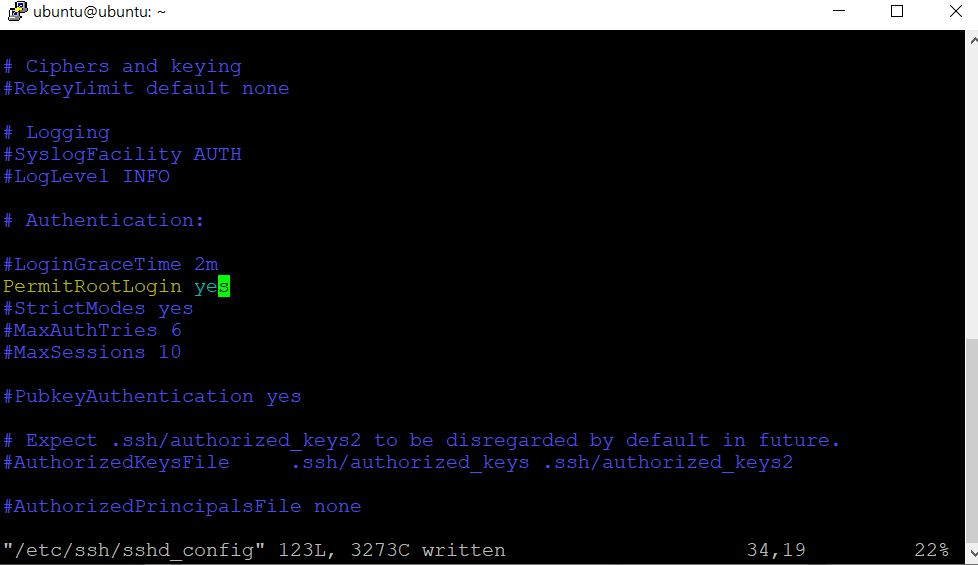 ubuntu@ubuntu: ~
# Ciphers and keying
#RekeyLimit default none
# Logging
#SyslogFacility AUTH
#LogLevel INFO
# Authentication:
#LoginGraceTime 2m
PermitRootLogin yes
#StrictModes yes
#MaxAuthTries 6
#MaxSessions 10
#PubkeyAuthentication yes
# Expect .ssh/authorized_keys2 to be disregarded by default in future.
#AuthorizedKeysFile     .ssh/authorized_keys .ssh/authorized_keys2
#AuthorizedPrincipalsFile none
"/etc/ssh/sshd_config" 123L, 3273C written 34,19 22%